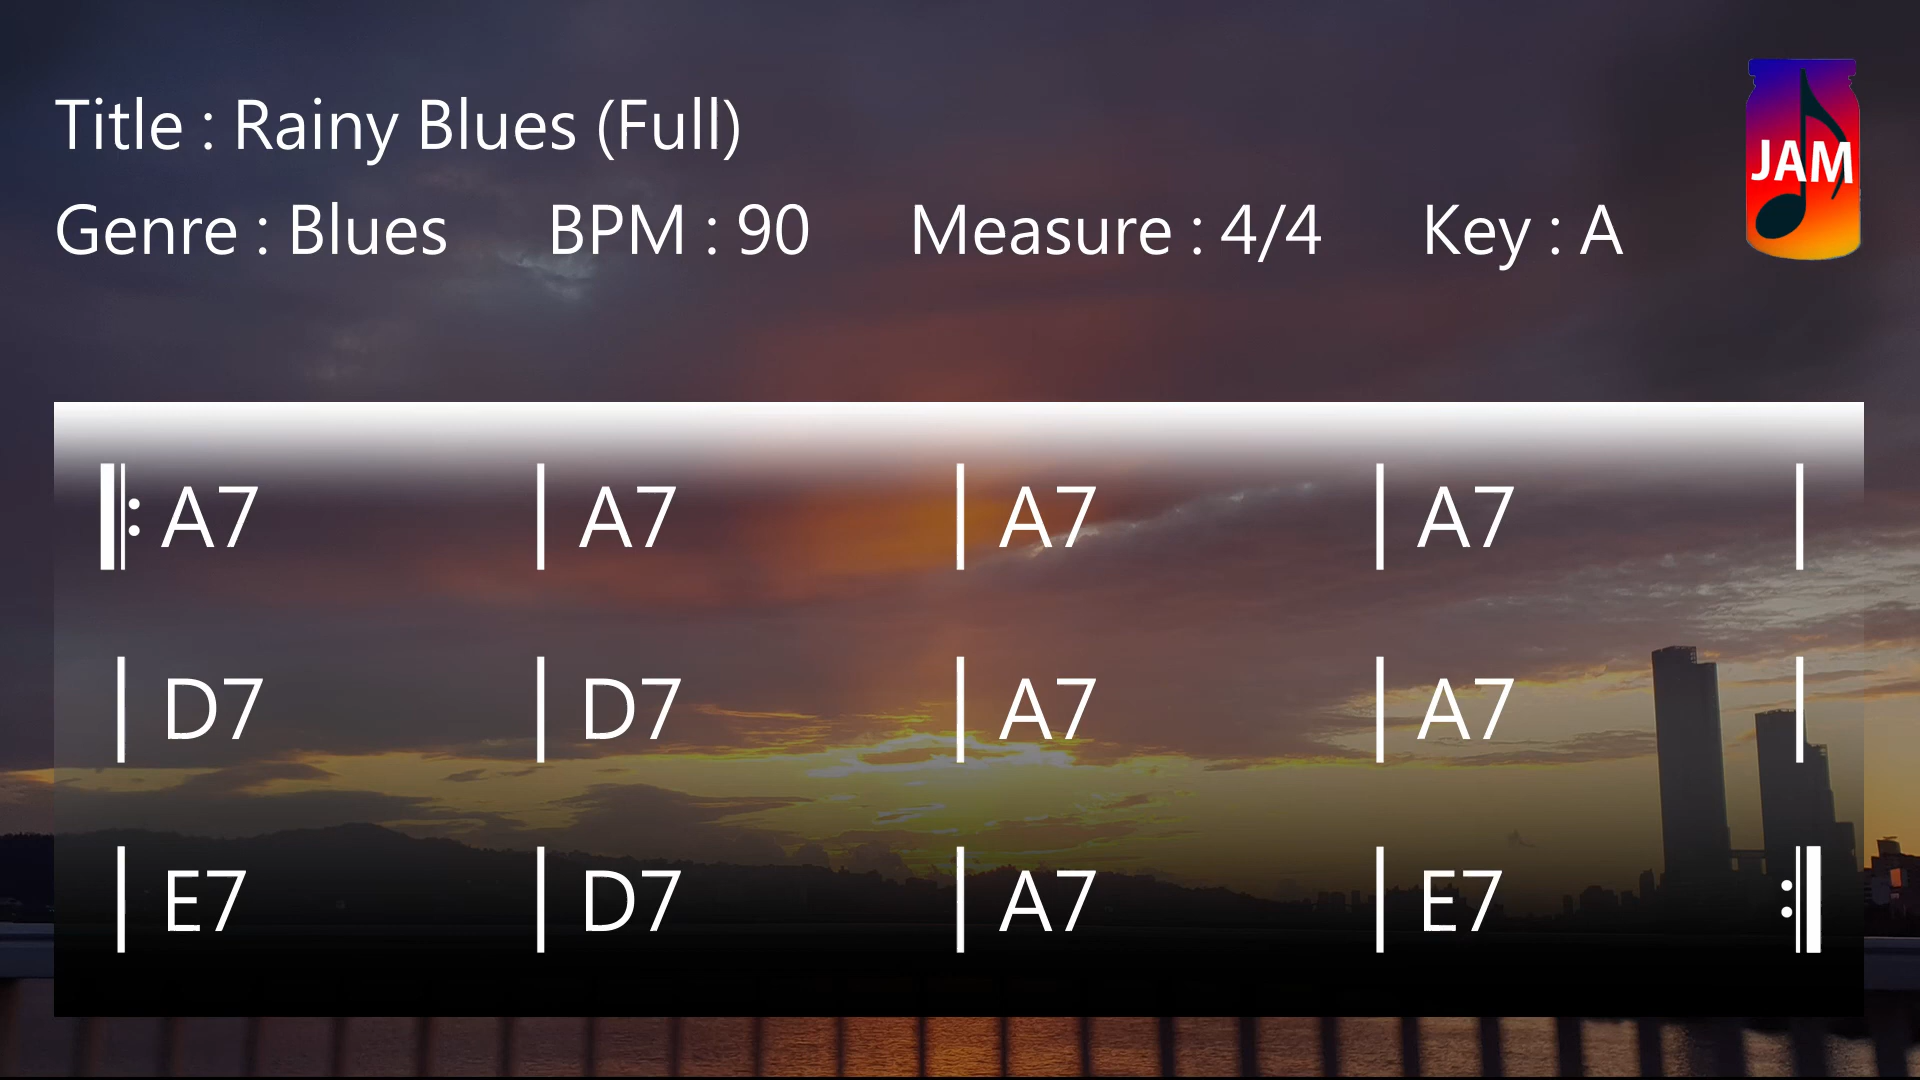 Title : Rainy Blues (Full)
JAM
Genre : Blues BPM : 90 Measure : 4/4 Key : A
A7 A7 A7 A7
D7 D7 A7 A7
E7 D7 A7 E7